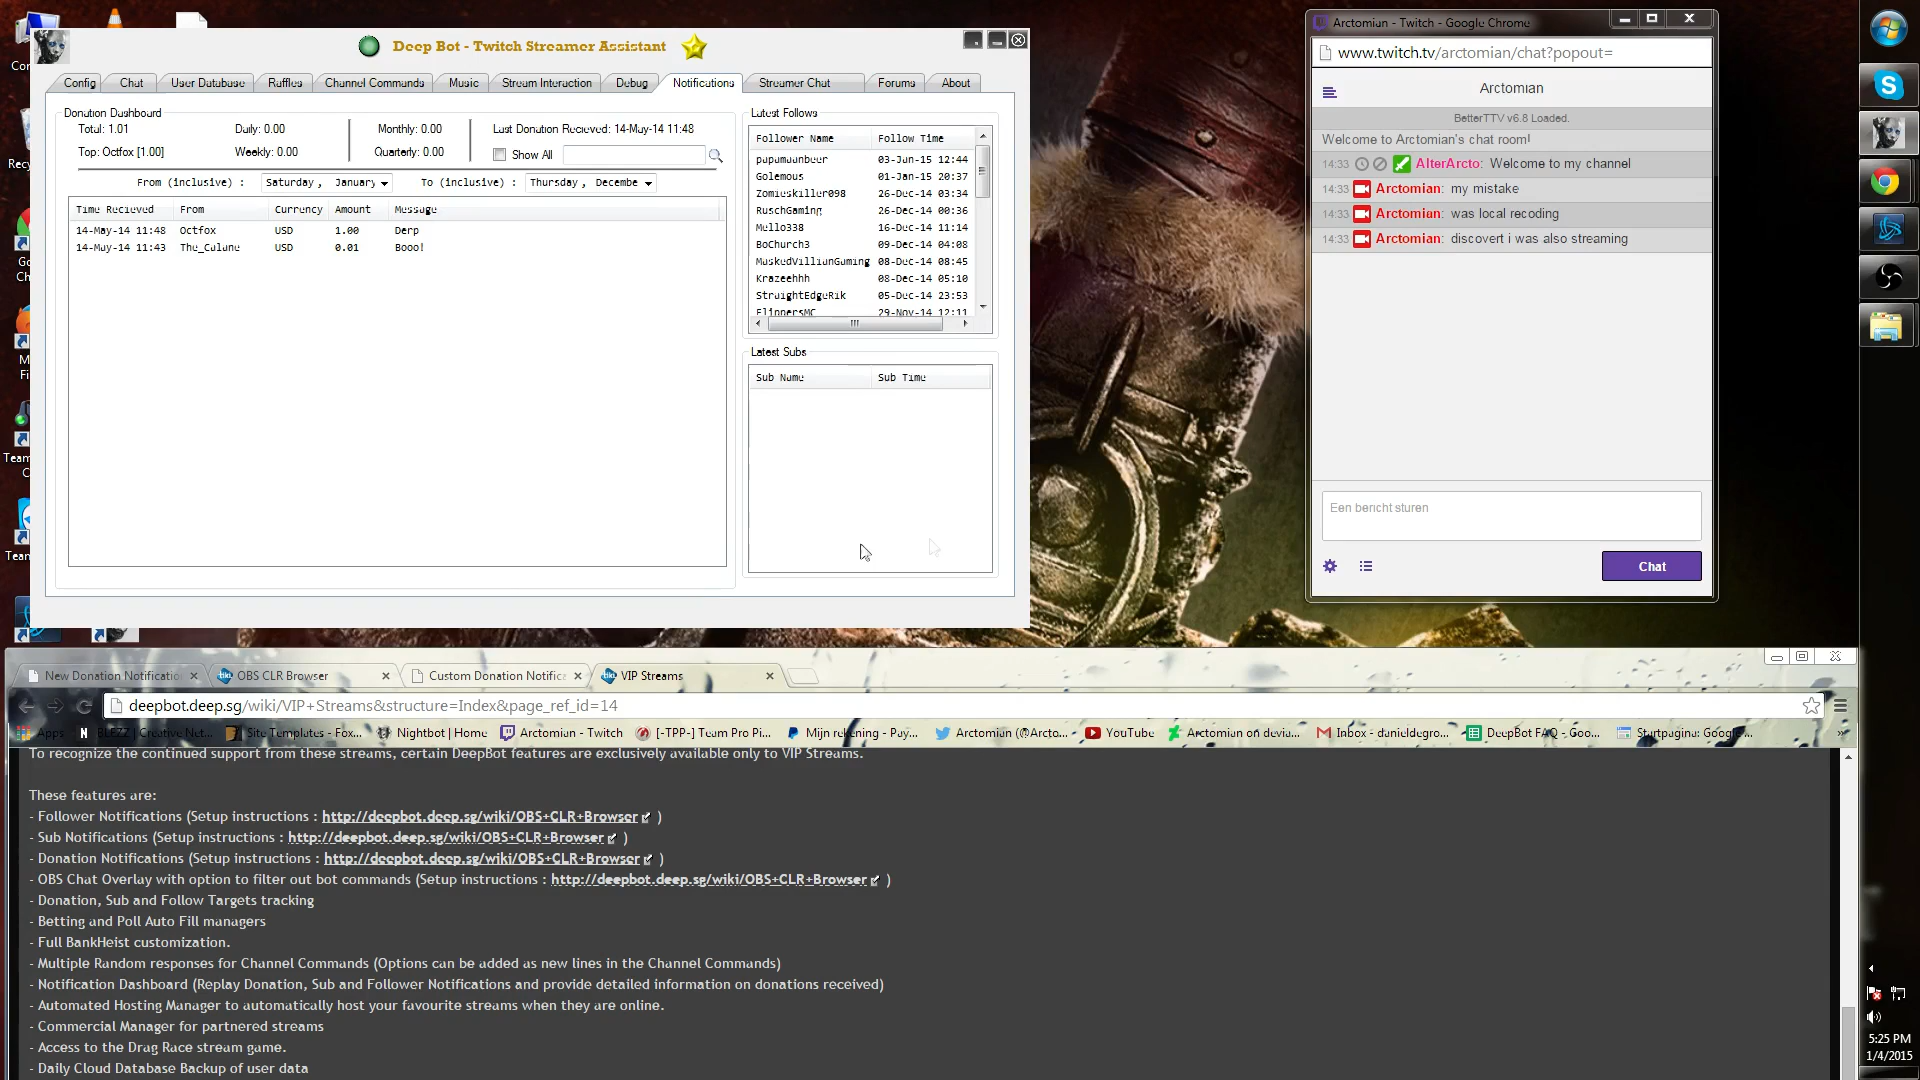 Deep Bot - Twitch Streamer Assistant
Config Chat User Database Raffles Channel Commands Music Stream Interaction Debug Notifications Streamer Chat Forums About
Donation Dashboard
Total: 1.01 Daily: 0.00 Monthly: 0.00 Last Donation Recieved: 14-May-14 11:48
Top: Octfox [1.00] Weekly: 0.00 Quarterly: 0.00 Show All
From (inclusive) : Saturday , January To (inclusive) : Thursday , Decembe
Time Recieved From Currency Amount Message
14-May-14 11:48 Octfox USD 1.00 Derp
14-May-14 11:43 The_Calane USD 0.01 Booo!
Latest Follows
Follower Name Follow Time
papamaanbeer 03-Jan-15 12:44
Golemous 01-Jan-15 20:37
Zomieskiller098 26-Dec-14 03:34
RuschGaming 26-Dec-14 00:36
Mello338 16-Dec-14 11:14
BoChurch3 09-Dec-14 04:08
MaskedVillianGaming 08-Dec-14 08:45
Krazeehhh 08-Dec-14 05:10
StraightEdgeRik 05-Dec-14 23:53
FlippersMC 29-Nov-14 12:11
Latest Subs
Sub Name Sub Time
Arctomian - Twitch - Google Chrome
www.twitch.tv/arctomian/chat?popout=
Arctomian
BetterTTV v6.8 Loaded.
Welcome to Arctomian's chat room!
14:33 AlterArcto: Welcome to my channel
14:33 Arctomian: my mistake
14:33 Arctomian: was local recoding
14:33 Arctomian: discovert i was also streaming
Een bericht sturen
Chat
New Donation Notificatio OBS CLR Browser Custom Donation Notifica VIP Streams
deepbot.deep.sg/wiki/VIP+Streams&structure=Index&page_ref_id=14
Apps BLEZZ | Creative Net... Site Templates - Fox... Nightbot | Home Arctomian - Twitch [-TPP-] Team Pro Pi... Mijn rekening - Pay... Arctomian (@Arcto... YouTube Arctomian on devia... Inbox - danieldegro... DeepBot FAQ - Goo... Startpagina: Google...
To recognize the continued support from these streams, certain DeepBot features are exclusively available only to VIP Streams.
These features are:
- Follower Notifications (Setup instructions : http://deepbot.deep.sg/wiki/OBS+CLR+Browser )
- Sub Notifications (Setup instructions : http://deepbot.deep.sg/wiki/OBS+CLR+Browser )
- Donation Notifications (Setup instructions : http://deepbot.deep.sg/wiki/OBS+CLR+Browser )
- OBS Chat Overlay with option to filter out bot commands (Setup instructions : http://deepbot.deep.sg/wiki/OBS+CLR+Browser )
- Donation, Sub and Follow Targets tracking
- Betting and Poll Auto Fill managers
- Full BankHeist customization.
- Multiple Random responses for Channel Commands (Options can be added as new lines in the Channel Commands)
- Notification Dashboard (Replay Donation, Sub and Follower Notifications and provide detailed information on donations received)
- Automated Hosting Manager to automatically host your favourite streams when they are online.
- Commercial Manager for partnered streams
- Access to the Drag Race stream game.
- Daily Cloud Database Backup of user data
5:25 PM
1/4/2015